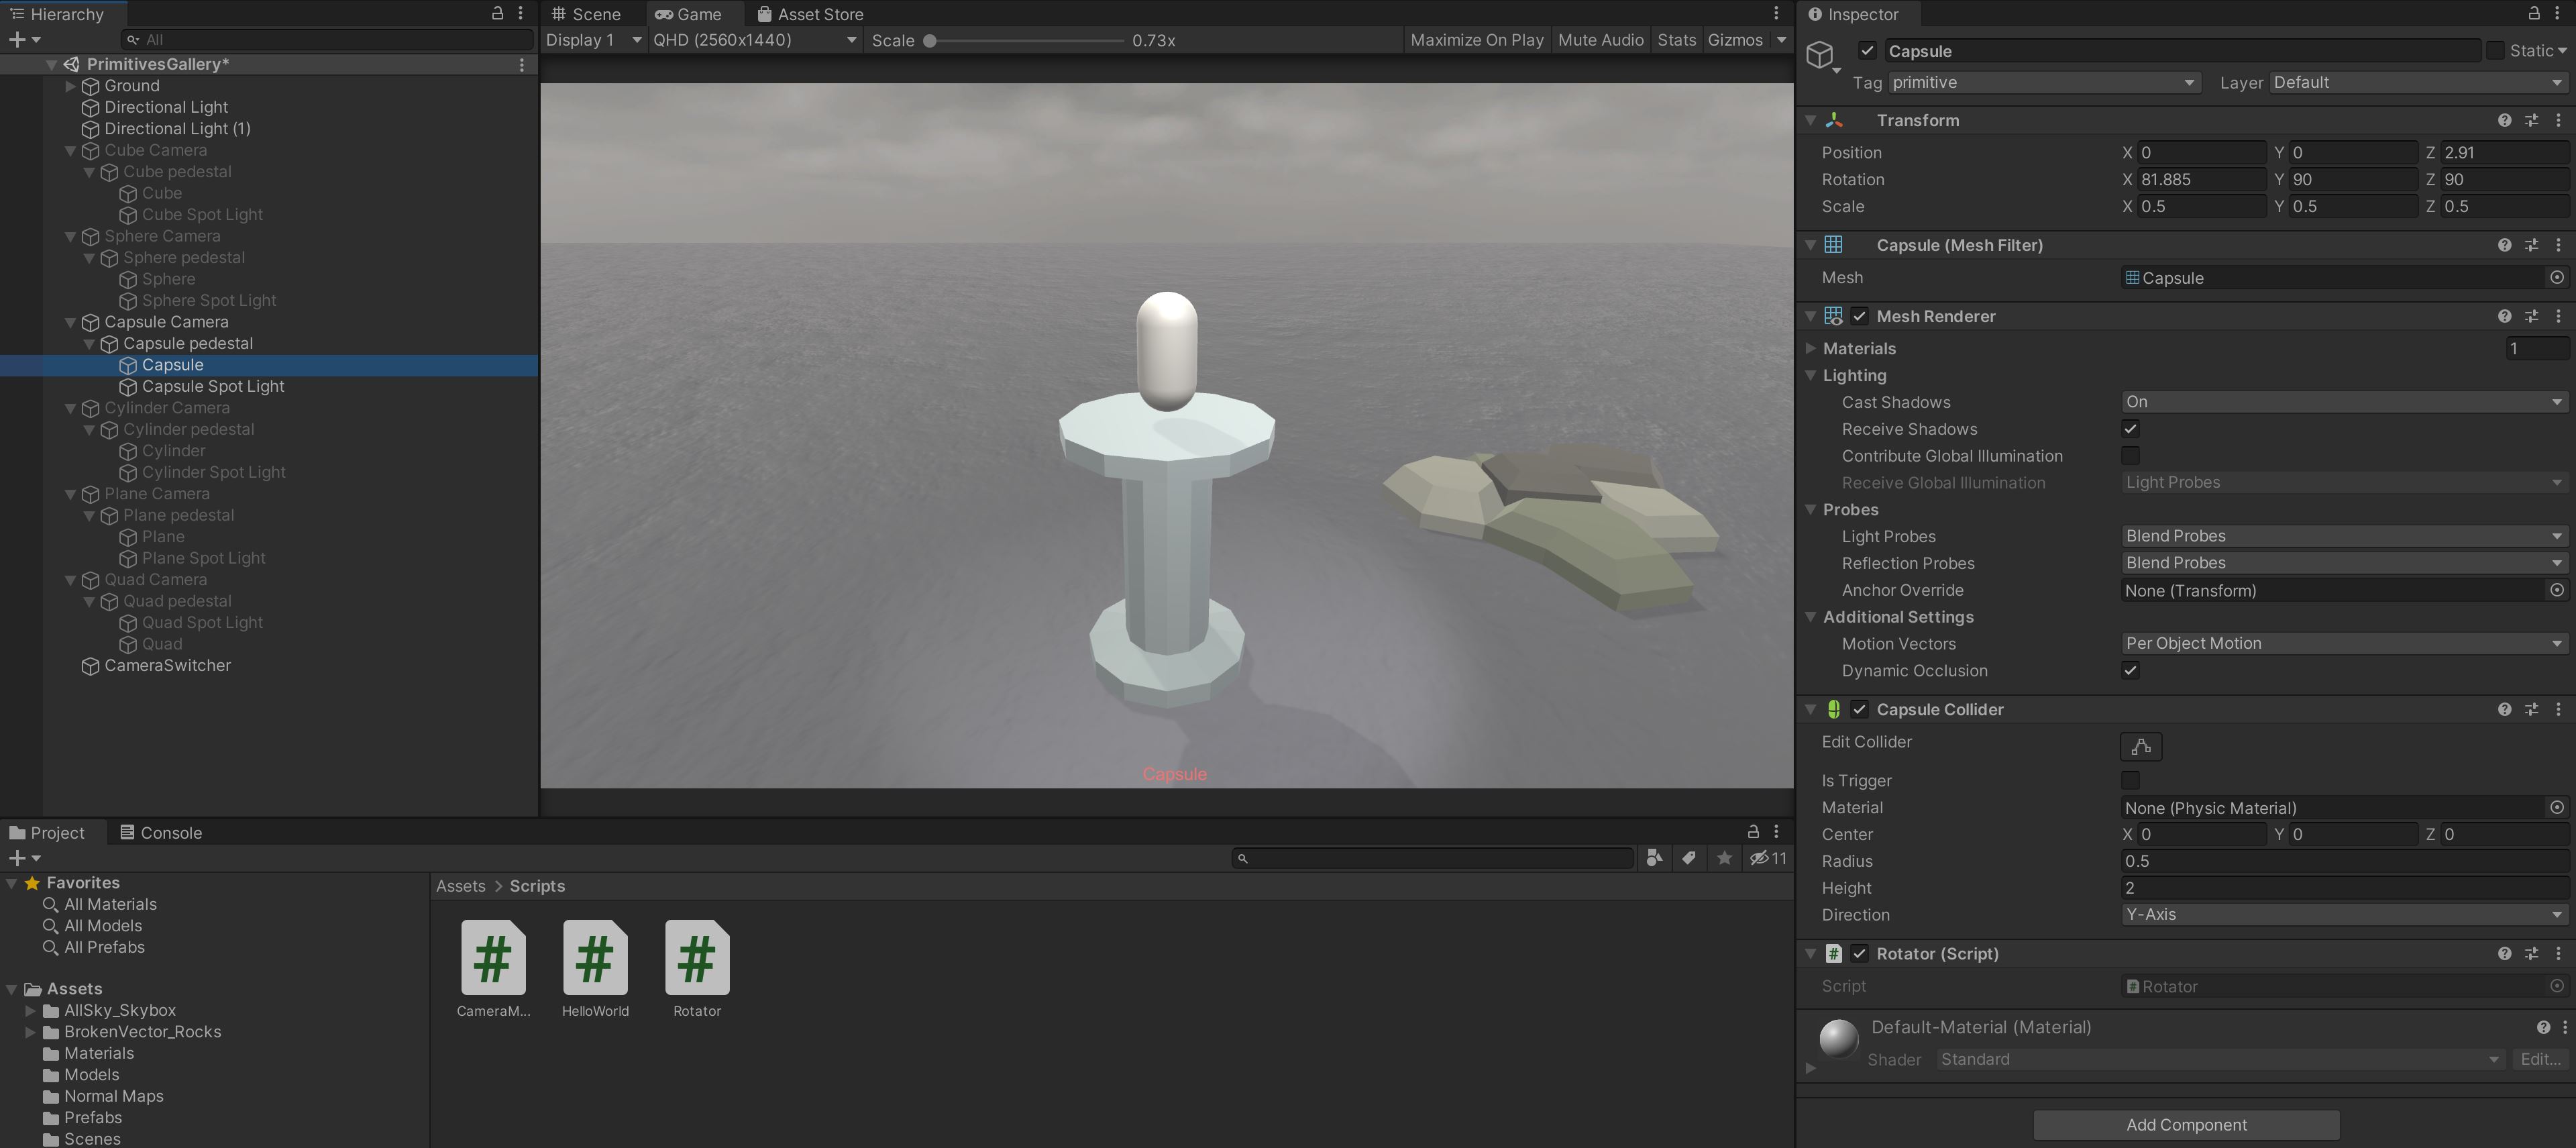 Hierarchy
All
PrimitivesGallery*
Ground
Directional Light
Directional Light (1)
Cube Camera
Cube pedestal
Cube
Cube Spot Light
Sphere Camera
Sphere pedestal
Sphere
Sphere Spot Light
Capsule Camera
Capsule pedestal
Capsule
Capsule Spot Light
Cylinder Camera
Cylinder pedestal
Cylinder
Cylinder Spot Light
Plane Camera
Plane pedestal
Plane
Plane Spot Light
Quad Camera
Quad pedestal
Quad Spot Light
Quad
CameraSwitcher
Scene Game Asset Store
Display 1 QHD (2560x1440) Scale 0.73x Maximize On Play Mute Audio Stats Gizmos
Capsule
Project Console
11
Favorites
All Materials
All Models
All Prefabs
Assets
AllSky_Skybox
BrokenVector_Rocks
Materials
Models
Normal Maps
Prefabs
Scenes
Assets > Scripts
# # #
CameraM... HelloWorld Rotator
Inspector
Capsule Static
Tag primitive Layer Default
Transform
Position X 0 Y 0 Z 2.91
Rotation X 81.885 Y 90 Z 90
Scale X 0.5 Y 0.5 Z 0.5
Capsule (Mesh Filter)
Mesh Capsule
Mesh Renderer
Materials 1
Lighting
Cast Shadows On
Receive Shadows
Contribute Global Illumination
Receive Global Illumination Light Probes
Probes
Light Probes Blend Probes
Reflection Probes Blend Probes
Anchor Override None (Transform)
Additional Settings
Motion Vectors Per Object Motion
Dynamic Occlusion
Capsule Collider
Edit Collider
Is Trigger
Material None (Physic Material)
Center X 0 Y 0 Z 0
Radius 0.5
Height 2
Direction Y-Axis
# Rotator (Script)
Script # Rotator
Default-Material (Material)
Shader Standard Edit...
Add Component